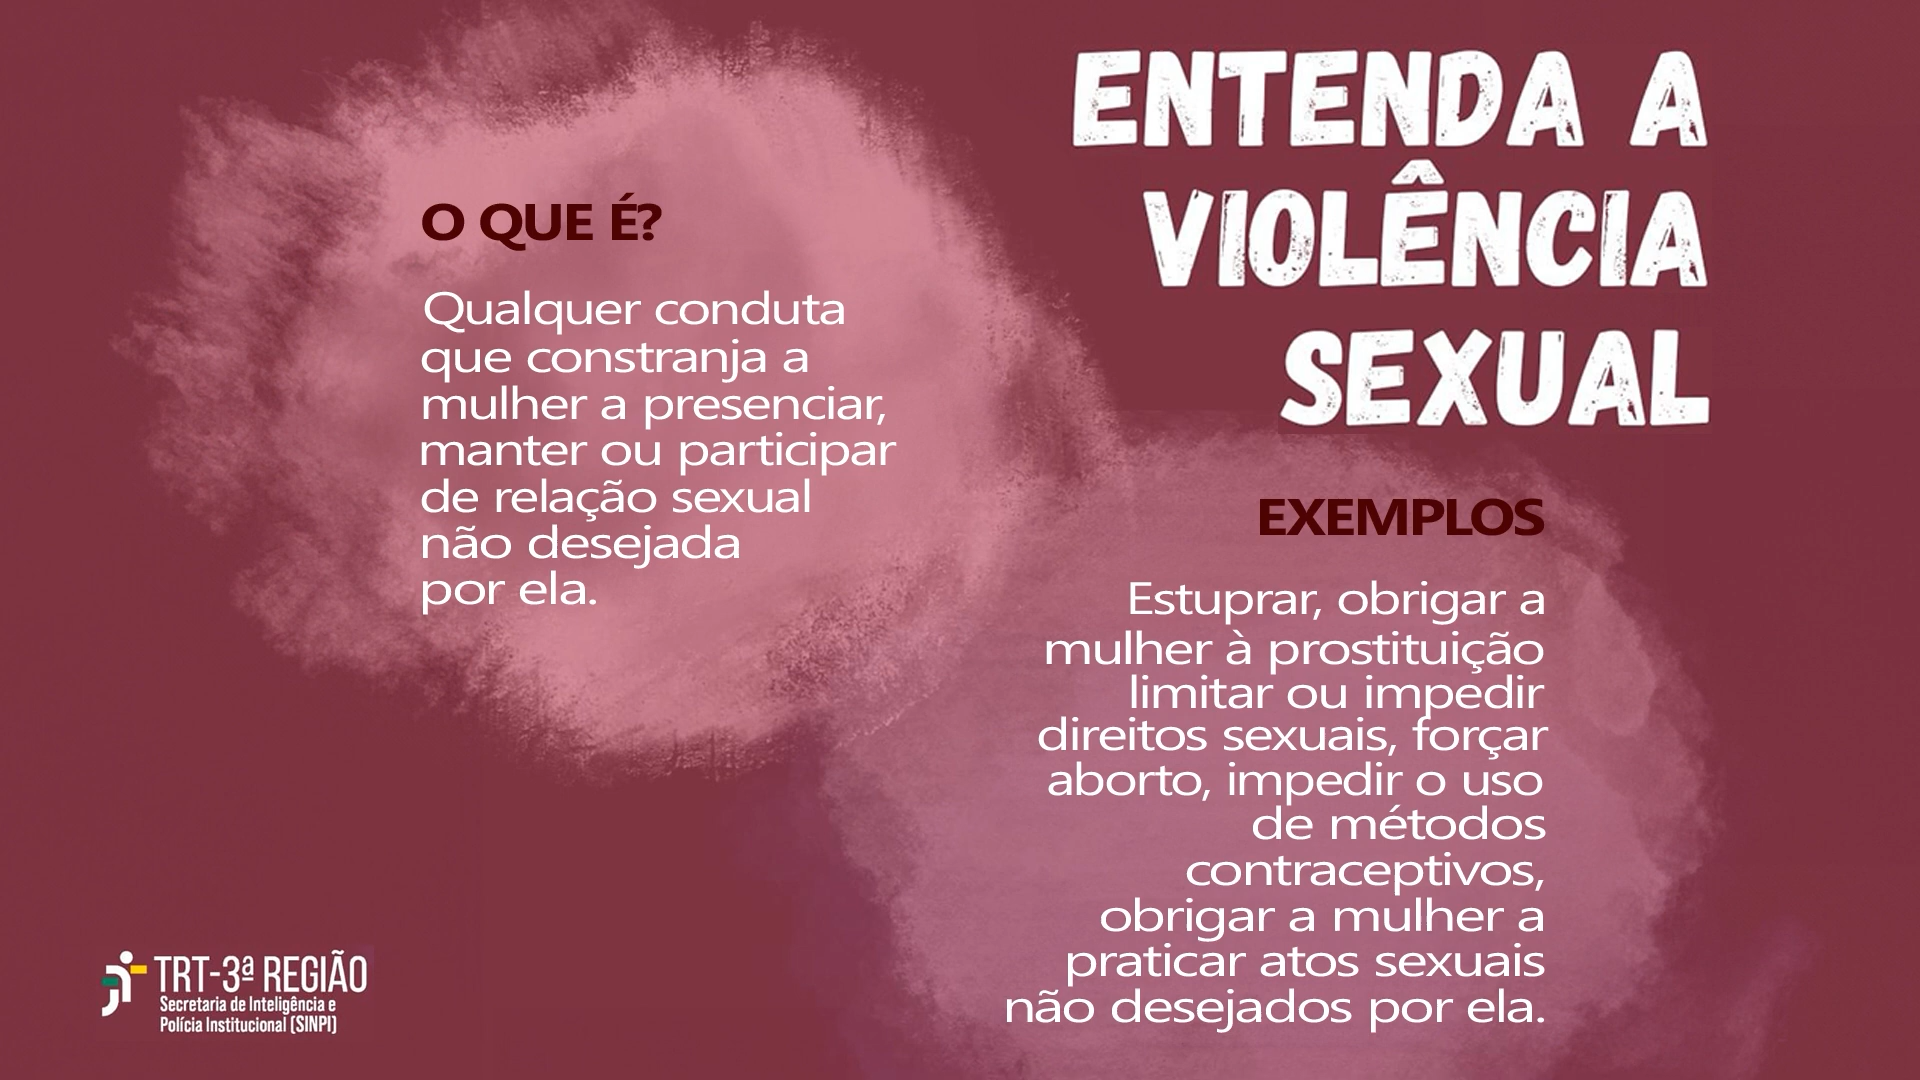 ENTENDA A
VIOLÊNCIA
SEXUAL
O QUE É?
Qualquer conduta
que constranja a
mulher a presenciar,
manter ou participar
de relação sexual
não desejada
por ela.
EXEMPLOS
Estuprar, obrigar a
mulher à prostituição
limitar ou impedir
direitos sexuais, forçar
aborto, impedir o uso
de métodos
contraceptivos,
obrigar a mulher a
praticar atos sexuais
não desejados por ela.
TRT-3ª REGIÃO
Secretaria de Inteligência e
Polícia Institucional (SINPI)